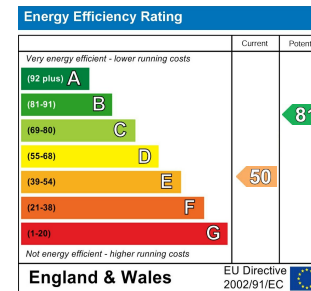 Energy Efficiency Rating
Current Potent
Very energy efficient - lower running costs
(92 plus) A
(81-91) B
81
(69-80) C
(55-68) D
(39-54) E
50
(21-38) F
(1-20) G
Not energy efficient - higher running costs
England & Wales
EU Directive
2002/91/EC